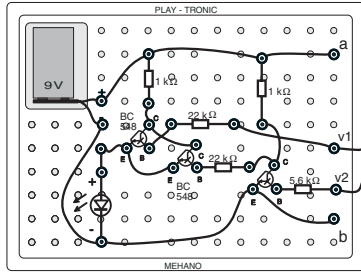 PLAY - TRONIC
9V
+
a
1 kΩ
1 kΩ
BC
548
C
22 kΩ
v1
E
B
C
22 kΩ
C
E
B
BC
548
E
B
5,6 kΩ
v2
+
-
b
MEHANO